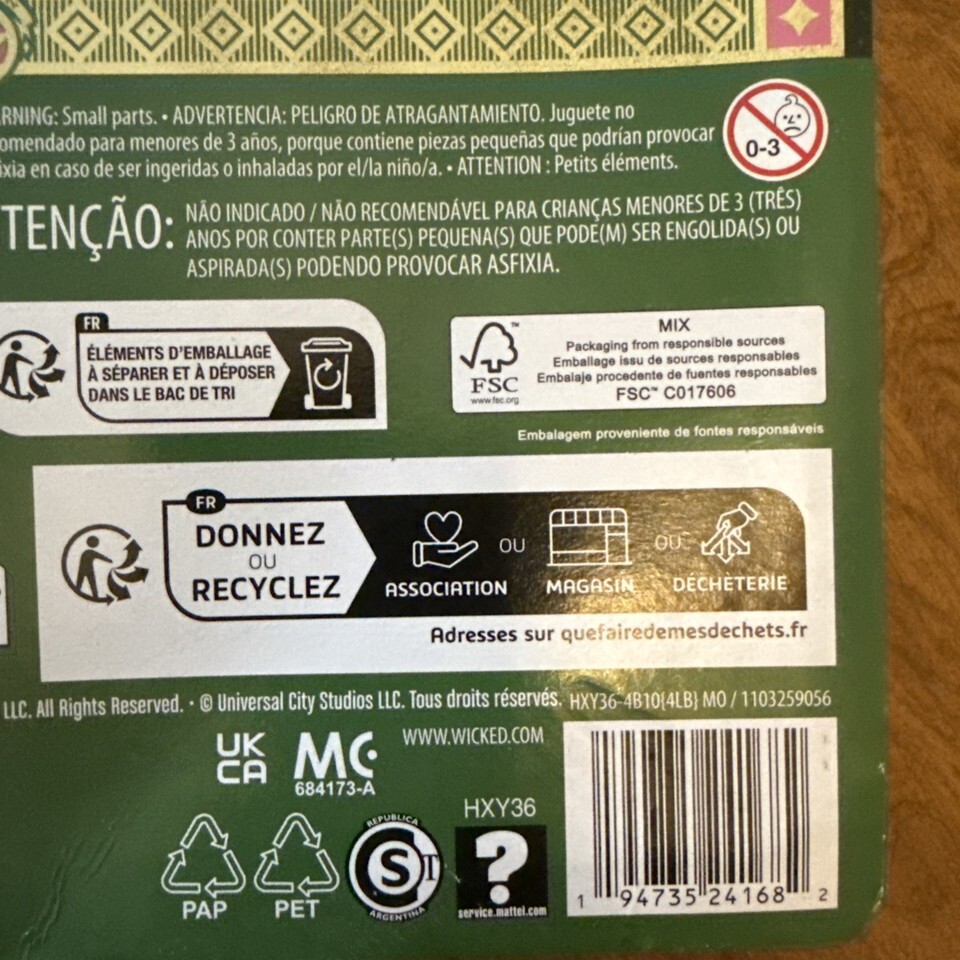 RNING: Small parts. • ADVERTENCIA: PELIGRO DE ATRAGANTAMIENTO. Juguete no
omendado para menores de 3 años, porque contiene piezas pequeñas que podrían provocar
ixia en caso de ser ingeridas o inhaladas por el/la niño/a. • ATTENTION : Petits éléments.
0-3
TENÇÃO:
NÃO INDICADO / NÃO RECOMENDÁVEL PARA CRIANÇAS MENORES DE 3 (TRÊS)
ANOS POR CONTER PARTE(S) PEQUENA(S) QUE PODE(M) SER ENGOLIDA(S) OU
ASPIRADA(S) PODENDO PROVOCAR ASFIXIA.
FR
ÉLÉMENTS D'EMBALLAGE
À SÉPARER ET À DÉPOSER
DANS LE BAC DE TRI
FSC
www.fsc.org
MIX
Packaging from responsible sources
Emballage issu de sources responsables
Embalaje procedente de fuentes responsables
FSC™ C017606
Embalagem proveniente de fontes responsáveis
FR
DONNEZ
OU
RECYCLEZ
ASSOCIATION
OU
MAGASIN
OU
DÉCHÈTERIE
Adresses sur quefairedemesdechets.fr
LLC. All Rights Reserved. • © Universal City Studios LLC. Tous droits réservés. HXY36-4B10{4LB} MO / 1103259056
UK
CA
MC
684173-A
WWW.WICKED.COM
HXY36
PAP
PET
REPUBLICA
S T
ARGENTINA
?
service.mattel.com
1 94735 24168 2